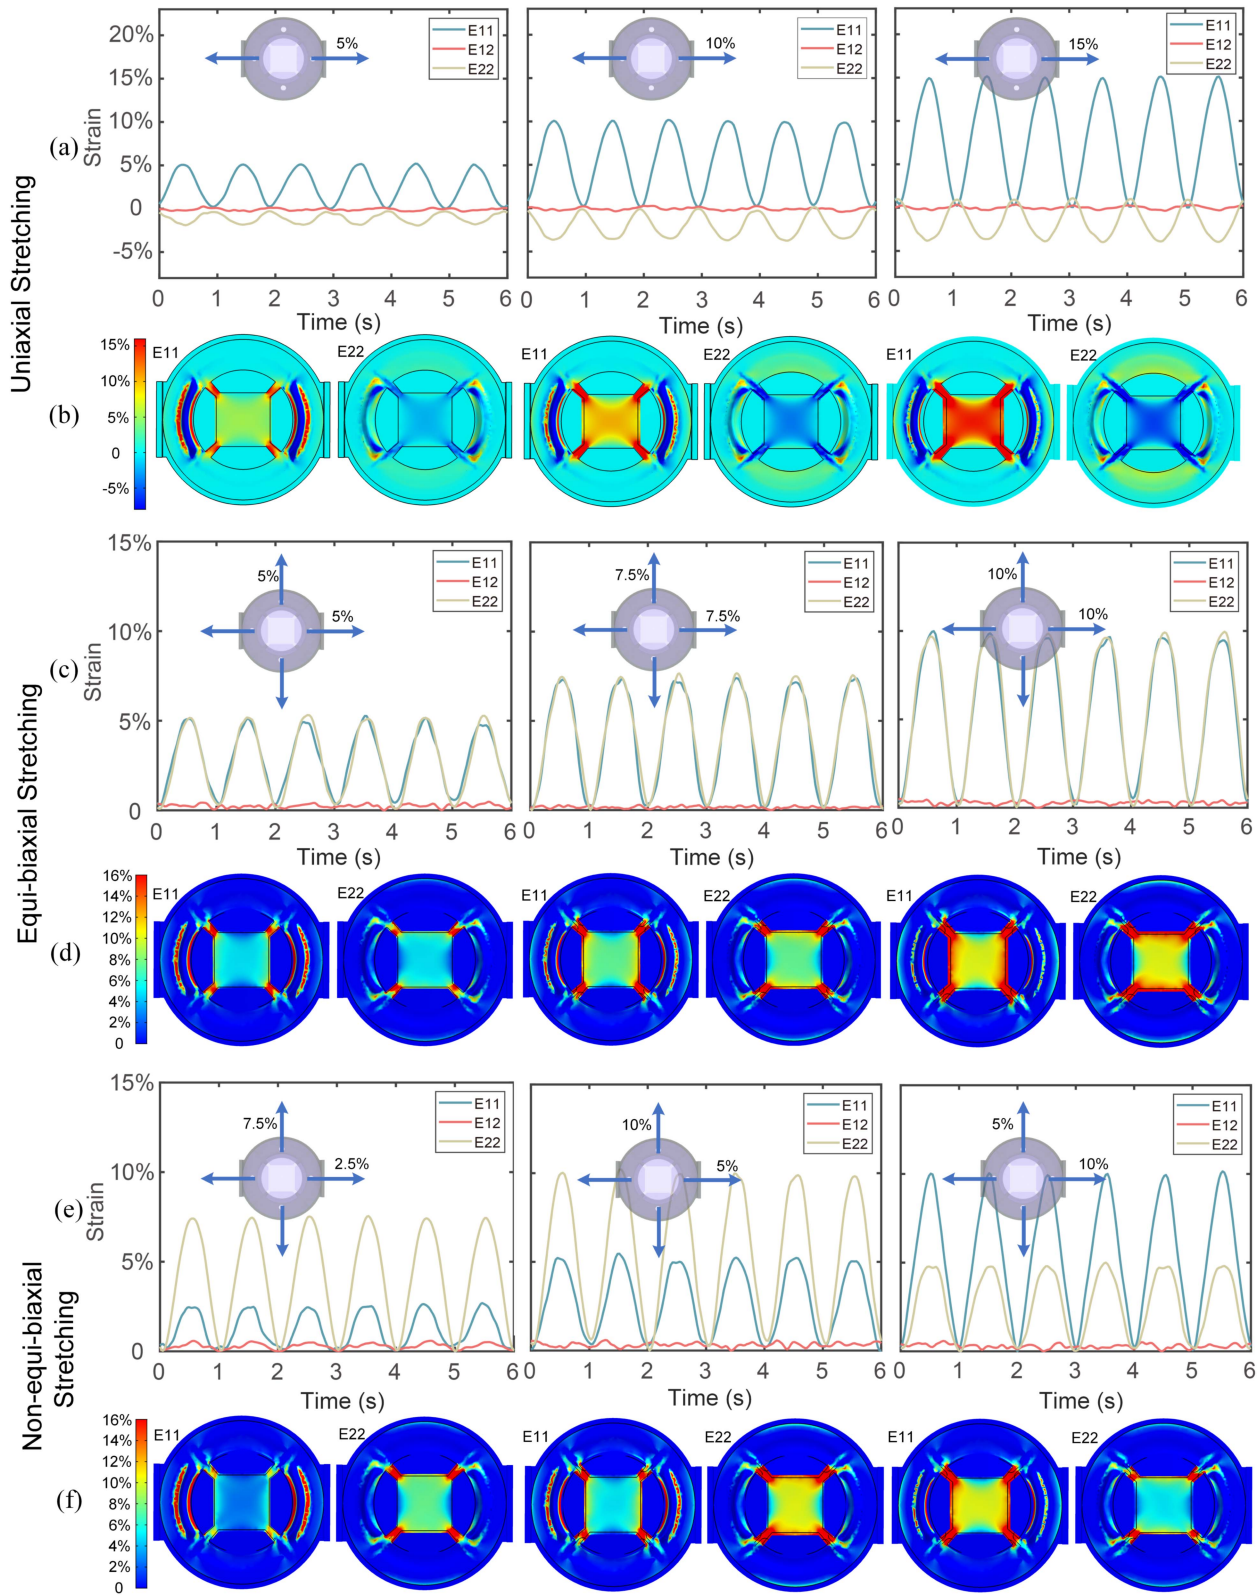 Uniaxial Stretching
(a)
Strain
20%
15%
10%
5%
0
-5%
5%
E11
E12
E22
0 1 2 3 4 5 6
Time (s)
10%
E11
E12
E22
0 1 2 3 4 5 6
Time (s)
15%
E11
E12
E22
0 1 2 3 4 5 6
Time (s)
(b)
15%
10%
5%
0
-5%
E11
E22
E11
E22
E11
E22
Equi-biaxial Stretching
(c)
Strain
15%
10%
5%
0
5%
5%
E11
E12
E22
0 1 2 3 4 5 6
Time (s)
7.5%
7.5%
E11
E12
E22
0 1 2 3 4 5 6
Time (s)
10%
10%
E11
E12
E22
0 1 2 3 4 5 6
Time (s)
(d)
16%
14%
12%
10%
8%
6%
4%
2%
0
E11
E22
E11
E22
E11
E22
Non-equi-biaxial
Stretching
(e)
Strain
15%
10%
5%
0
7.5%
2.5%
E11
E12
E22
0 1 2 3 4 5 6
Time (s)
10%
5%
E11
E12
E22
0 1 2 3 4 5 6
Time (s)
5%
10%
E11
E12
E22
0 1 2 3 4 5 6
Time (s)
(f)
16%
14%
12%
10%
8%
6%
4%
2%
0
E11
E22
E11
E22
E11
E22